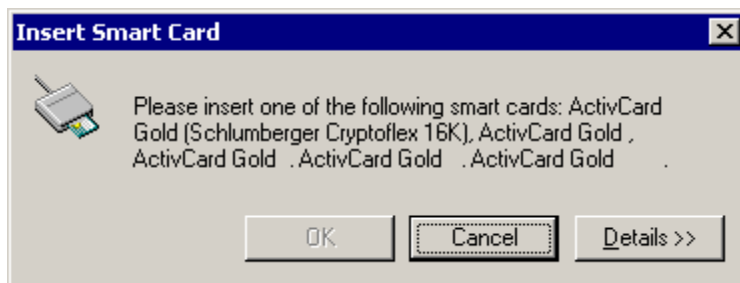 Insert Smart Card
Please insert one of the following smart cards: ActivCard
Gold (Schlumberger Cryptoflex 16K), ActivCard Gold ,
ActivCard Gold  . ActivCard Gold   . ActivCard Gold     .
OK
Cancel
Details >>